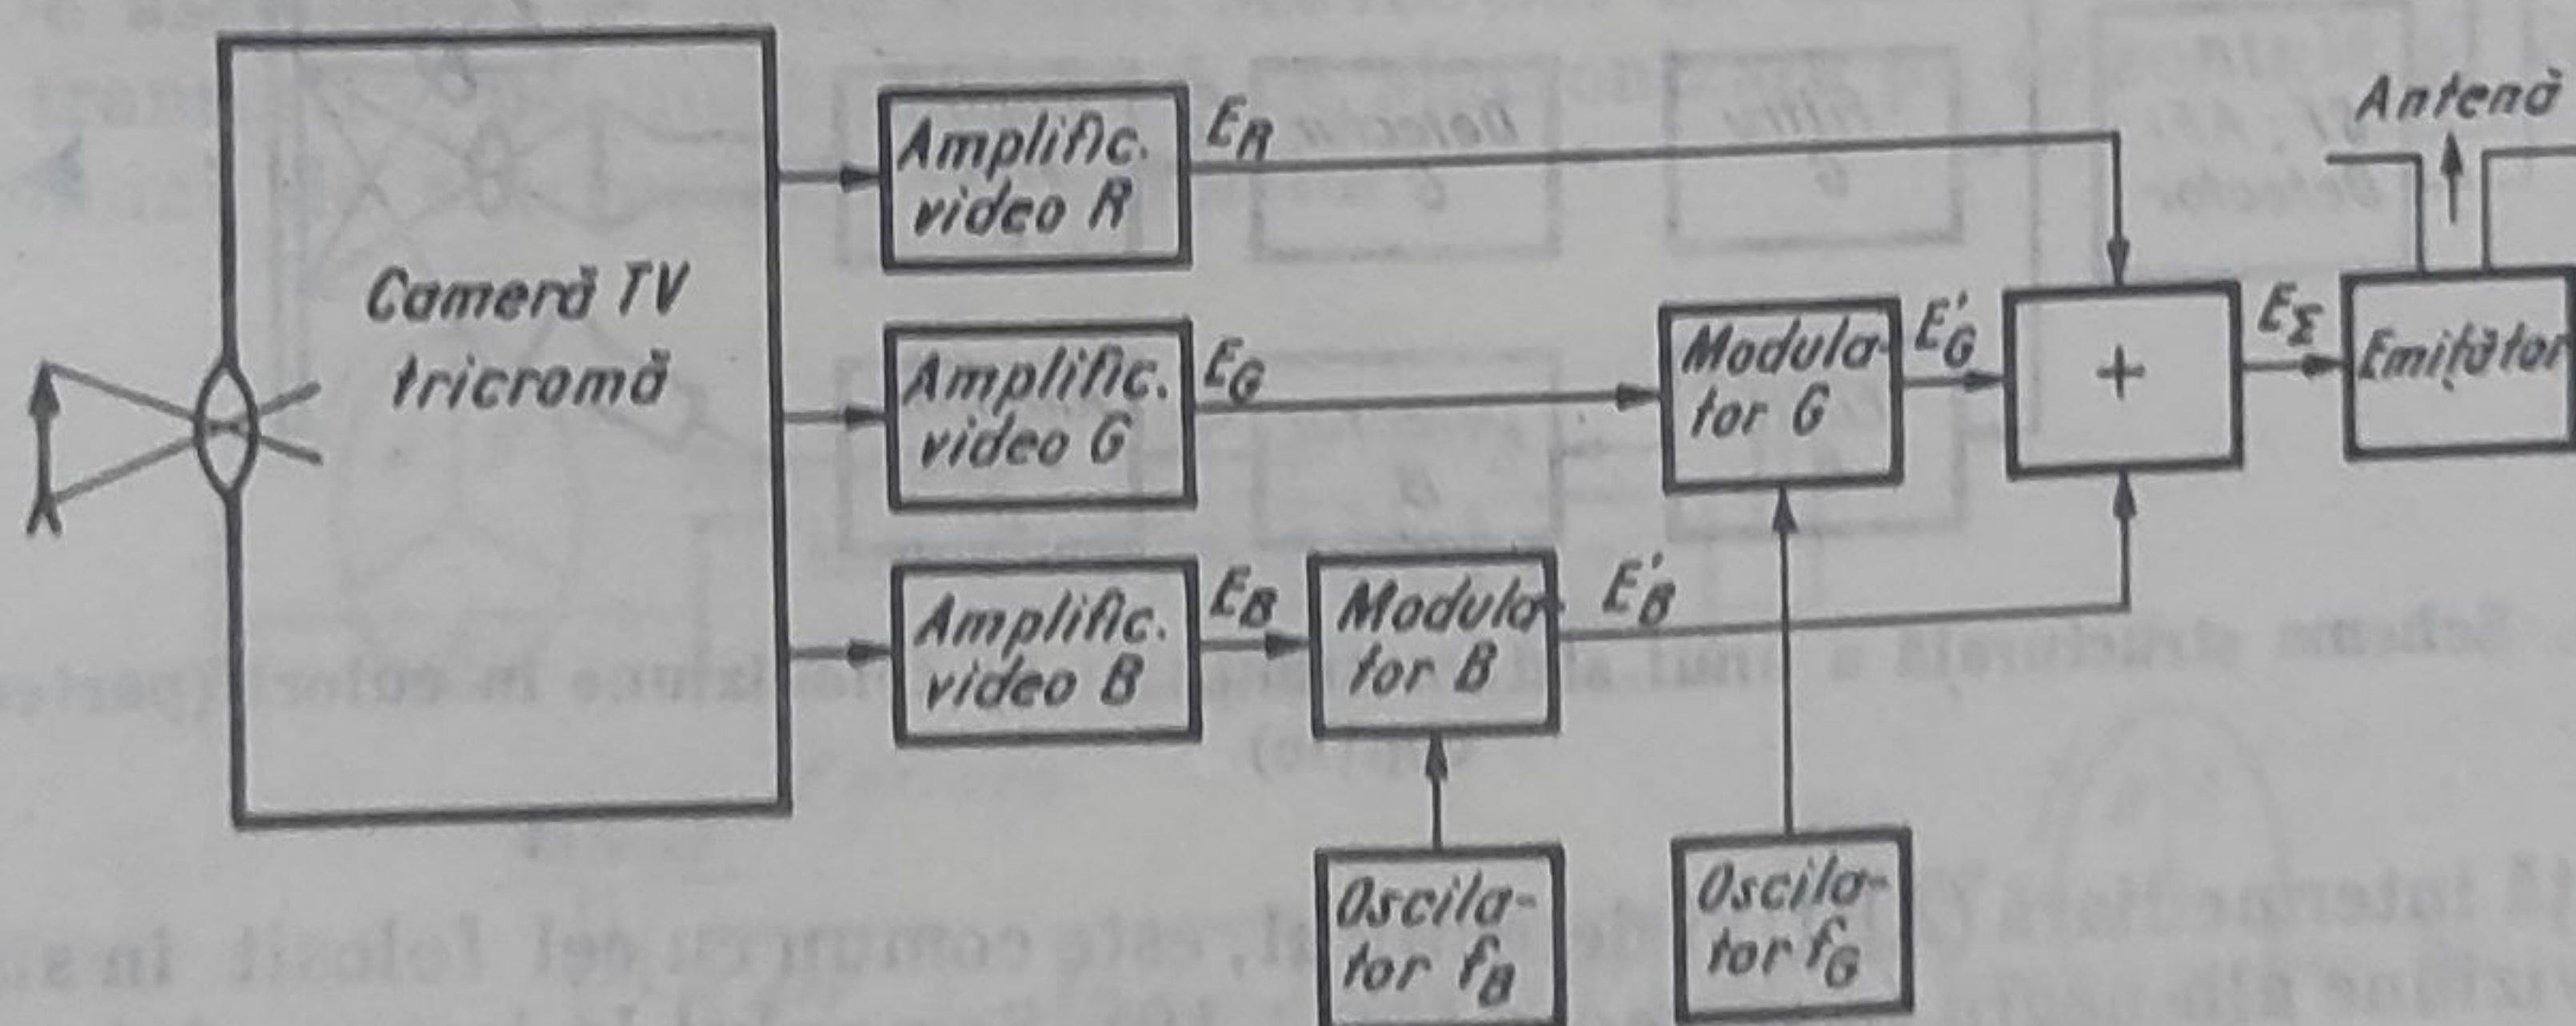 Antenă
Amplific.
video R
E_R
Cameră TV
tricromă
Amplific.
video G
E_G
Modula-
tor G
E'_G
+
E_Σ
Emițător
Amplific.
video B
E_B
Modula-
tor B
E'_B
Oscila-
tor f_B
Oscila-
tor f_G